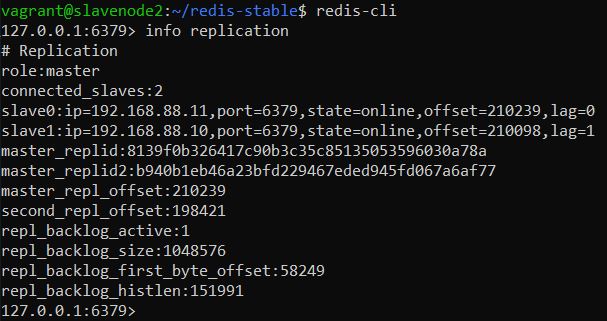 vagrant@slavenode2:~/redis-stable$ redis-cli
127.0.0.1:6379> info replication
# Replication
role:master
connected_slaves:2
slave0:ip=192.168.88.11,port=6379,state=online,offset=210239,lag=0
slave1:ip=192.168.88.10,port=6379,state=online,offset=210098,lag=1
master_replid:8139f0b326417c90b3c35c85135053596030a78a
master_replid2:b940b1eb46a23bfd229467eded945fd067a6af77
master_repl_offset:210239
second_repl_offset:198421
repl_backlog_active:1
repl_backlog_size:1048576
repl_backlog_first_byte_offset:58249
repl_backlog_histlen:151991
127.0.0.1:6379>